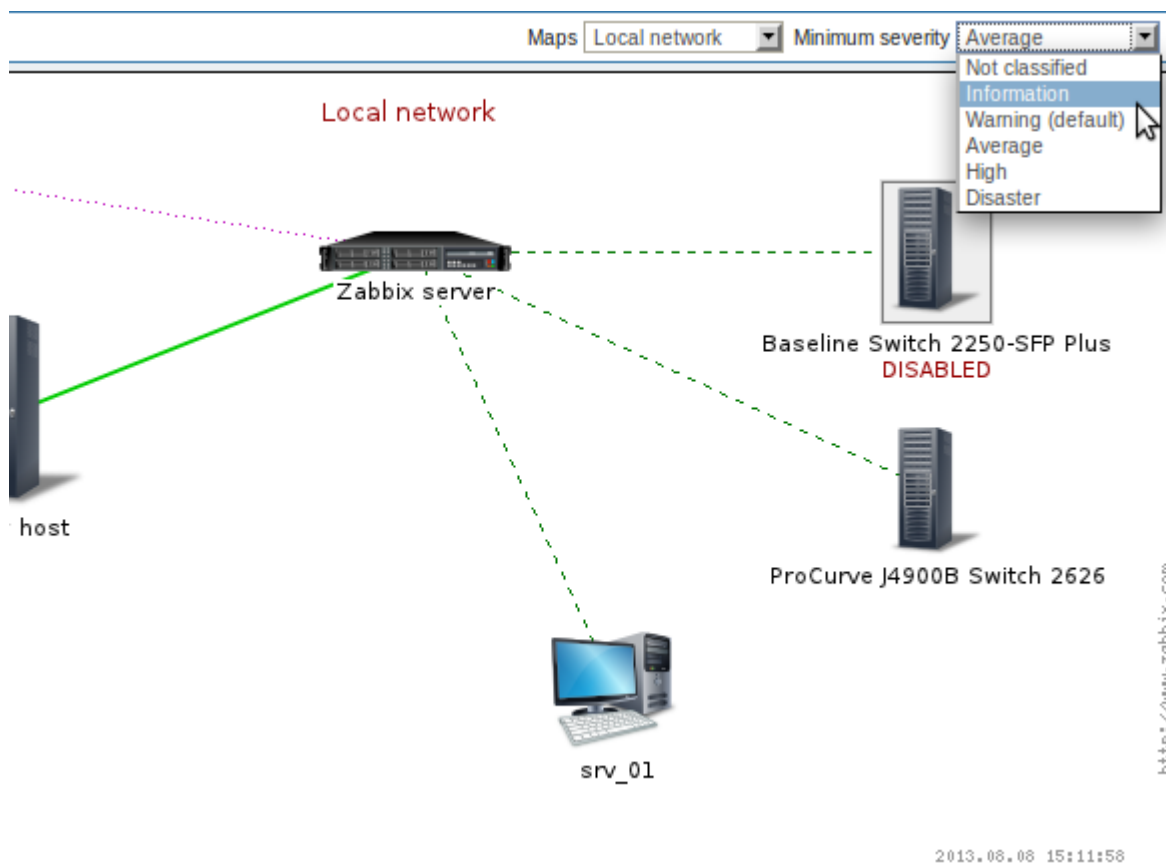 Maps Local network Minimum severity Average
Not classified
Information
Warning (default)
Average
High
Disaster
Local network
Zabbix server
Baseline Switch 2250-SFP Plus
DISABLED
host
ProCurve J4900B Switch 2626
srv_01
http://www.zabbix.com
2013.08.08 15:11:58